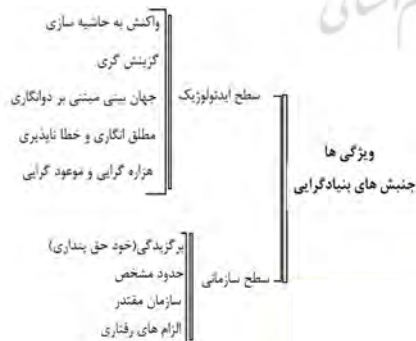 ویژگی ها
جنبش های بنیادگرایی
سطح ایدئولوژیک
واکنش به حاشیه سازی
گزینش گری
جهان بینی مبتنی بر دوانگاری
مطلق انگاری و خطا ناپذیری
هزاره گرایی و موعود گرایی
سطح سازمانی
برگزیدگی(خود حق پنداری)
حدود مشخص
سازمان مقتدر
الزام های رفتاری